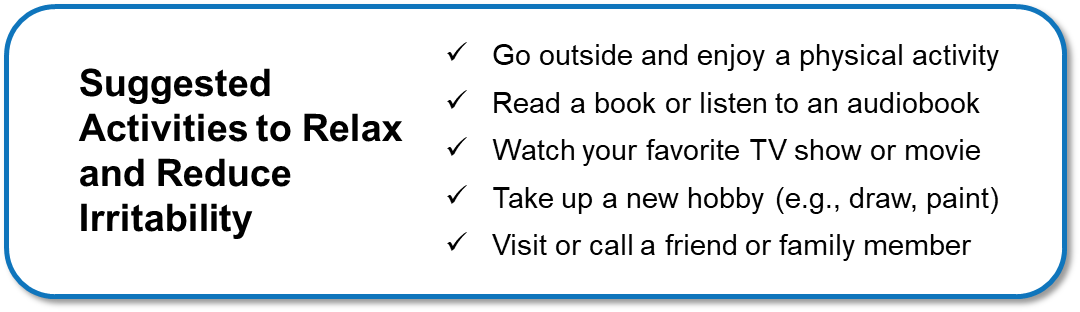 Suggested
Activities to Relax
and Reduce
Irritability
✓ Go outside and enjoy a physical activity
✓ Read a book or listen to an audiobook
✓ Watch your favorite TV show or movie
✓ Take up a new hobby (e.g., draw, paint)
✓ Visit or call a friend or family member